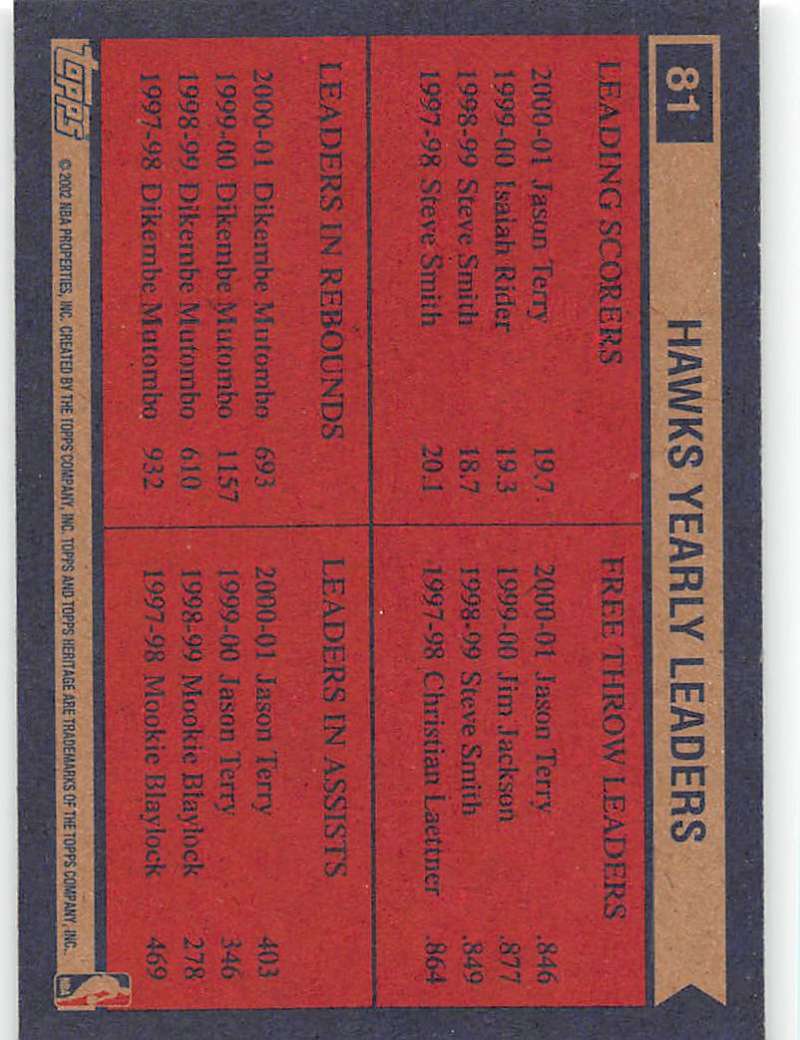 81
HAWKS YEARLY LEADERS
LEADING SCORERS
2000-01 Jason Terry 19.7
1999-00 Isaiah Rider 19.3
1998-99 Steve Smith 18.7
1997-98 Steve Smith 20.1
FREE THROW LEADERS
2000-01 Jason Terry .846
1999-00 Jim Jackson .877
1998-99 Steve Smith .849
1997-98 Christian Laettner .864
LEADERS IN REBOUNDS
2000-01 Dikembe Mutombo 693
1999-00 Dikembe Mutombo 1157
1998-99 Dikembe Mutombo 610
1997-98 Dikembe Mutombo 932
LEADERS IN ASSISTS
2000-01 Jason Terry 403
1999-00 Jason Terry 346
1998-99 Mookie Blaylock 278
1997-98 Mookie Blaylock 469
topps
© 2002 NBA PROPERTIES, INC. CREATED BY THE TOPPS COMPANY, INC. TOPPS AND TOPPS HERITAGE ARE TRADEMARKS OF THE TOPPS COMPANY, INC.
NBA